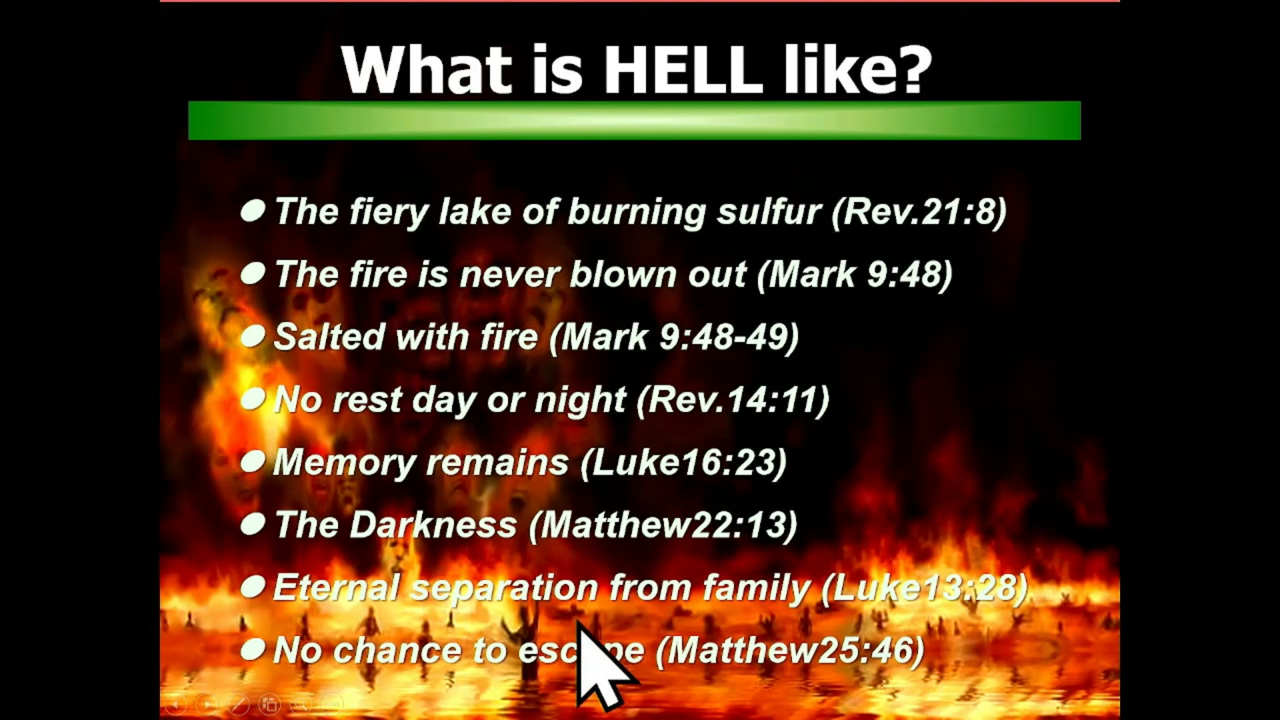 What is HELL like?
● The fiery lake of burning sulfur (Rev.21:8)
● The fire is never blown out (Mark 9:48)
● Salted with fire (Mark 9:48-49)
● No rest day or night (Rev.14:11)
● Memory remains (Luke16:23)
● The Darkness (Matthew22:13)
● Eternal separation from family (Luke13:28)
● No chance to escape (Matthew25:46)